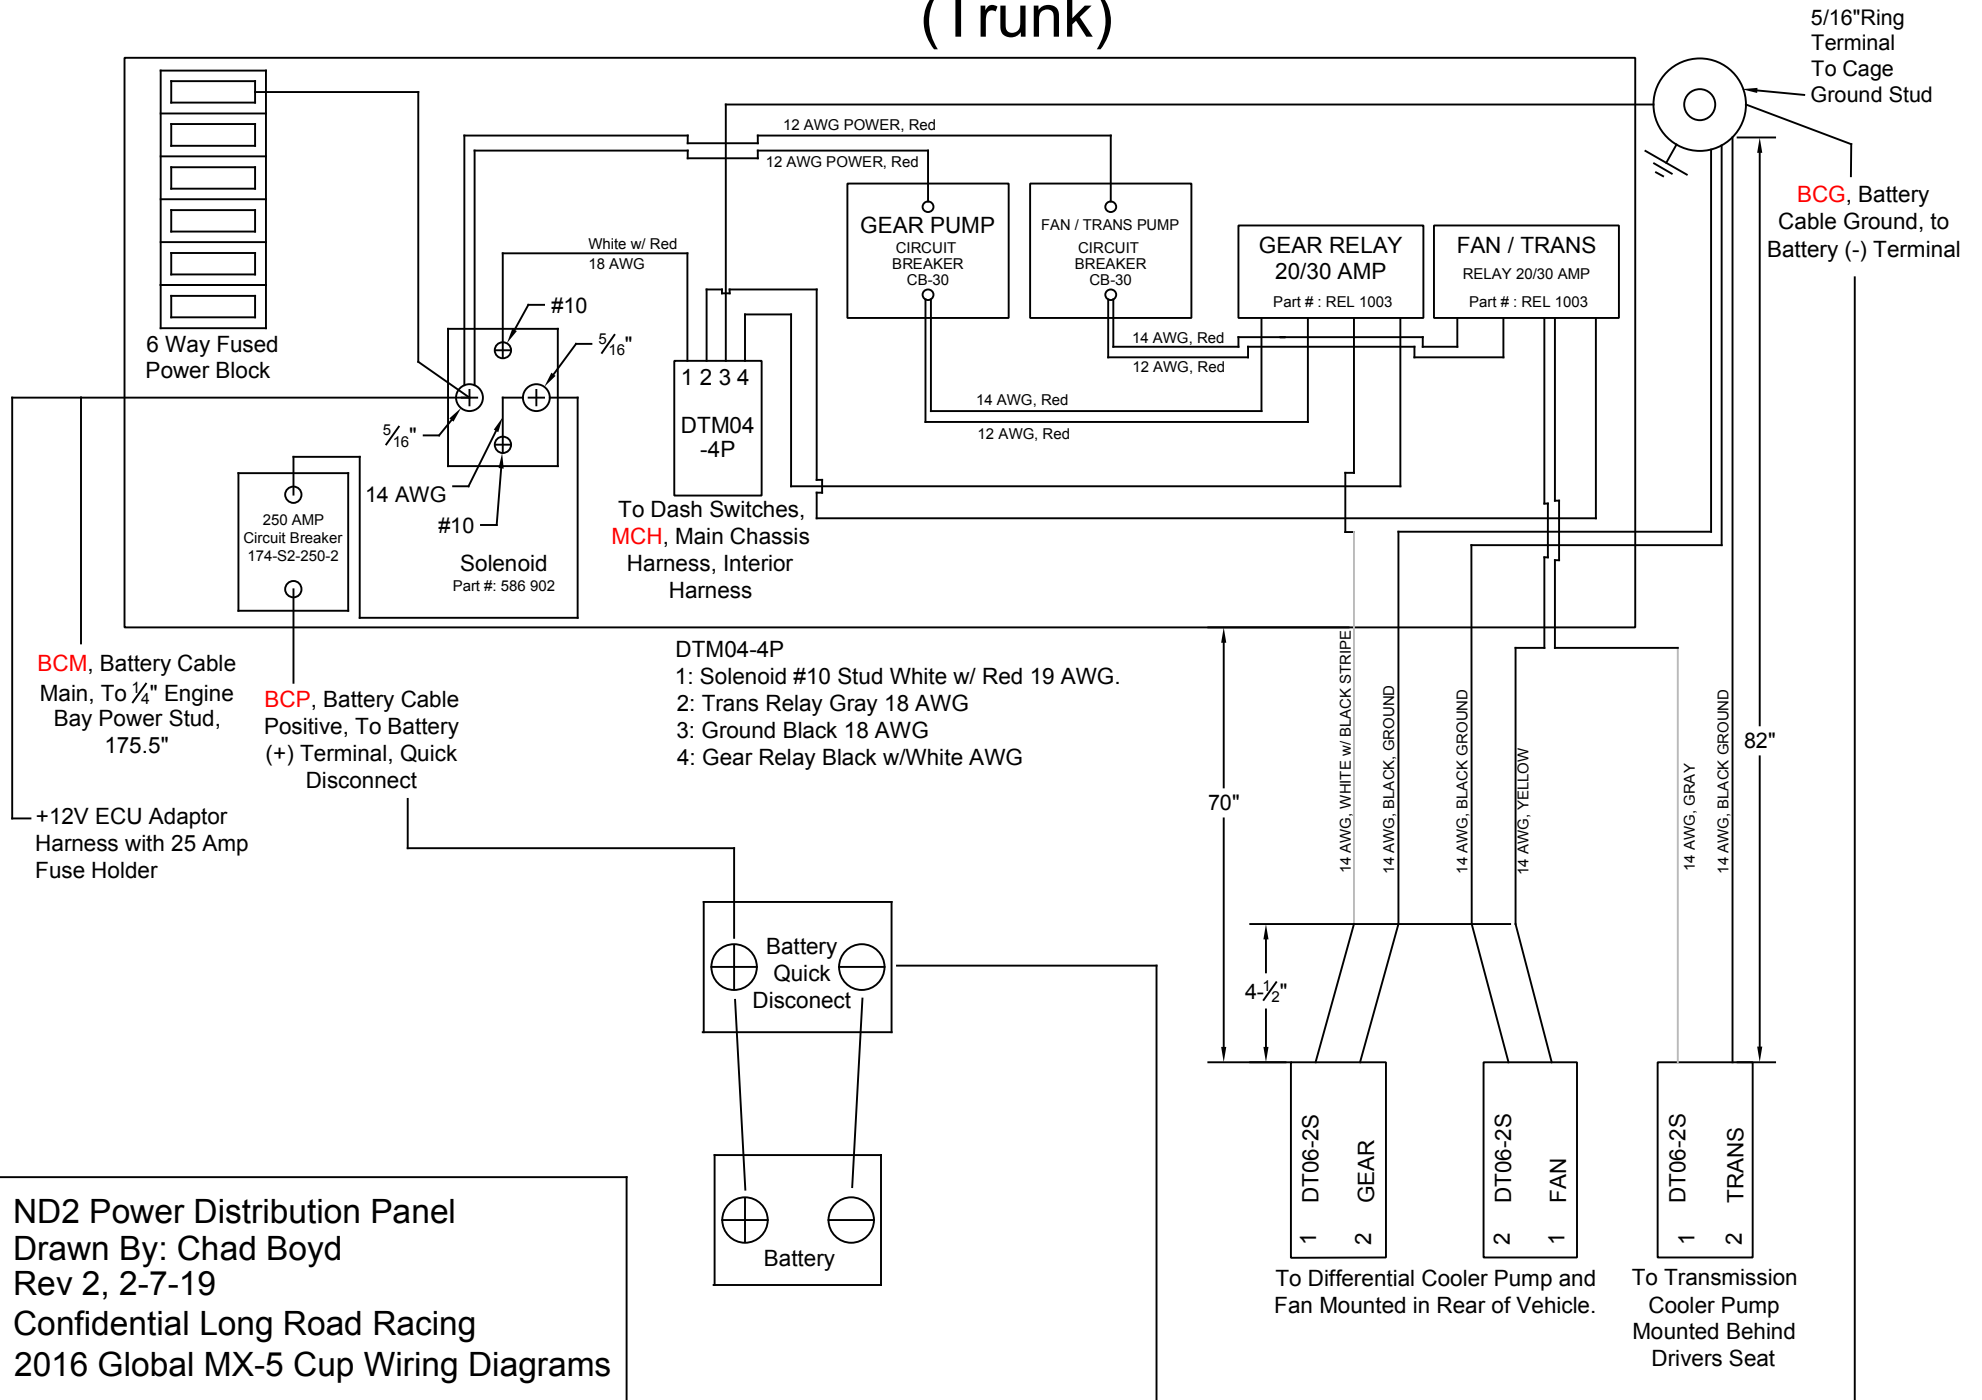 (Trunk)
5/16"Ring
Terminal
To Cage
Ground Stud
12 AWG POWER, Red
12 AWG POWER, Red
BCG, Battery
Cable Ground, to
Battery (-) Terminal
GEAR PUMP
CIRCUIT
BREAKER
CB-30
FAN / TRANS PUMP
CIRCUIT
BREAKER
CB-30
GEAR RELAY
20/30 AMP
Part # : REL 1003
FAN / TRANS
RELAY 20/30 AMP
Part # : REL 1003
White w/ Red
18 AWG
#10
5/16"
6 Way Fused
Power Block
14 AWG, Red
12 AWG, Red
1 2 3 4
DTM04
-4P
14 AWG, Red
12 AWG, Red
5/16"
14 AWG
#10
250 AMP
Circuit Breaker
174-S2-250-2
Solenoid
Part #: 586 902
To Dash Switches,
MCH, Main Chassis
Harness, Interior
Harness
BCM, Battery Cable
Main, To 1/4" Engine
Bay Power Stud,
175.5"
BCP, Battery Cable
Positive, To Battery
(+) Terminal, Quick
Disconnect
DTM04-4P
1: Solenoid #10 Stud White w/ Red 19 AWG.
2: Trans Relay Gray 18 AWG
3: Ground Black 18 AWG
4: Gear Relay Black w/White AWG
+12V ECU Adaptor
Harness with 25 Amp
Fuse Holder
14 AWG, WHITE w/ BLACK STRIPE
14 AWG, BLACK, GROUND
14 AWG, BLACK GROUND
14 AWG, YELLOW
14 AWG, GRAY
14 AWG, BLACK GROUND
82"
70"
4-1/2"
Battery
Quick
Disconect
Battery
1 DT06-2S
2 GEAR
2 DT06-2S
1 FAN
1 DT06-2S
2 TRANS
To Differential Cooler Pump and
Fan Mounted in Rear of Vehicle.
To Transmission
Cooler Pump
Mounted Behind
Drivers Seat
ND2 Power Distribution Panel
Drawn By: Chad Boyd
Rev 2, 2-7-19
Confidential Long Road Racing
2016 Global MX-5 Cup Wiring Diagrams